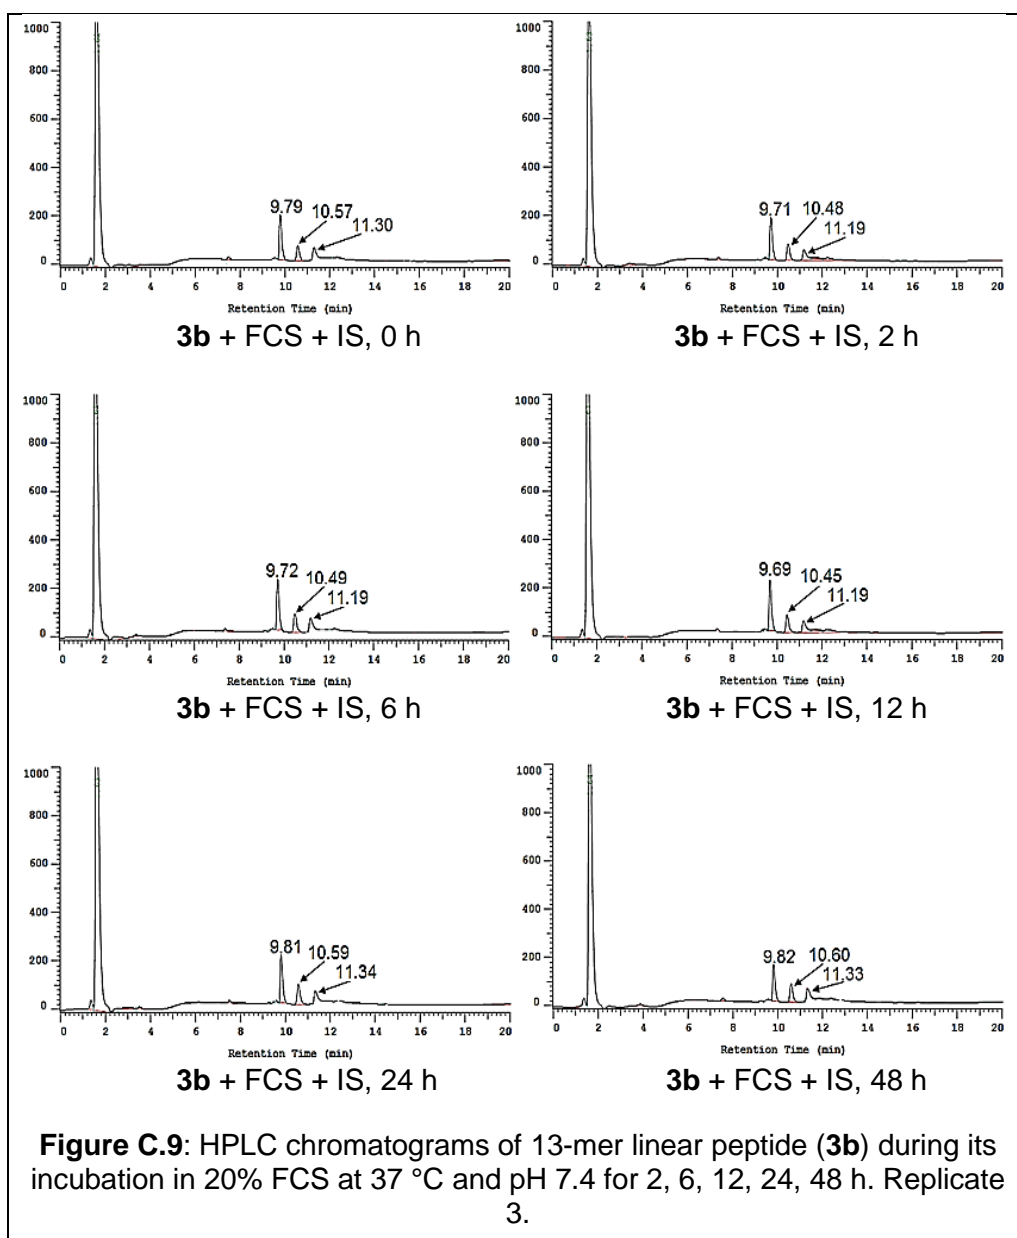 1000
800
600
400
200
0
9.79
10.57
11.30
0 2 4 6 8 10 12 14 16 18 20
Retention Time (min)
3b + FCS + IS, 0 h
1000
800
600
400
200
0
9.71
10.48
11.19
0 2 4 6 8 10 12 14 16 18 20
Retention Time (min)
3b + FCS + IS, 2 h
1000
800
600
400
200
0
9.72
10.49
11.19
0 2 4 6 8 10 12 14 16 18 20
Retention Time (min)
3b + FCS + IS, 6 h
1000
800
600
400
200
0
9.69
10.45
11.19
0 2 4 6 8 10 12 14 16 18 20
Retention Time (min)
3b + FCS + IS, 12 h
1000
800
600
400
200
0
9.81
10.59
11.34
0 2 4 6 8 10 12 14 16 18 20
Retention Time (min)
3b + FCS + IS, 24 h
1000
800
600
400
200
0
9.82
10.60
11.33
0 2 4 6 8 10 12 14 16 18 20
Retention Time (min)
3b + FCS + IS, 48 h
Figure C.9: HPLC chromatograms of 13-mer linear peptide (3b) during its
incubation in 20% FCS at 37 °C and pH 7.4 for 2, 6, 12, 24, 48 h. Replicate
3.